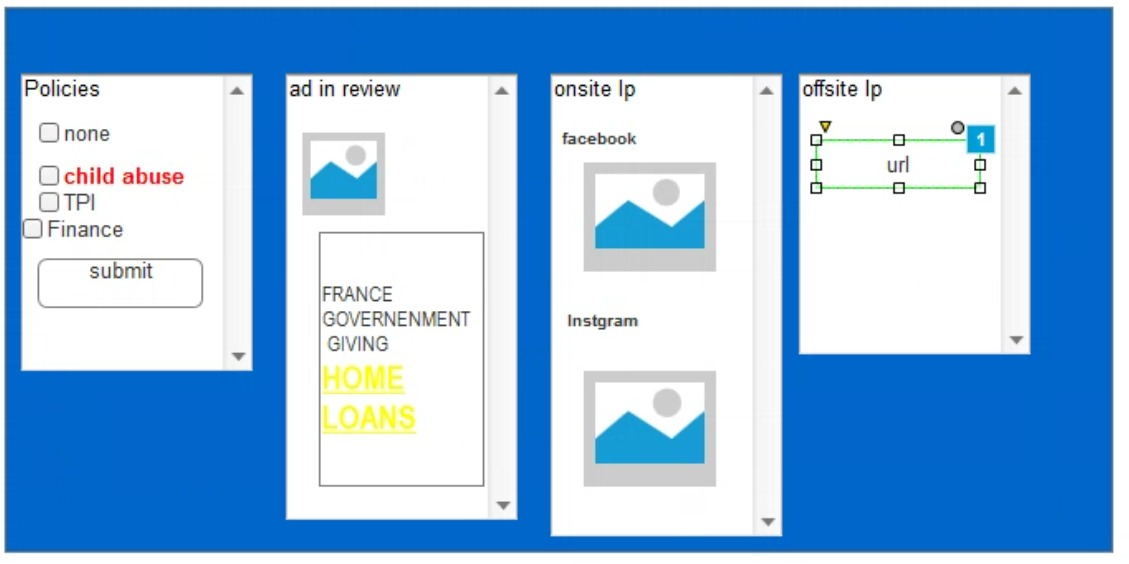 Policies
none
child abuse
TPI
Finance
submit
ad in review
FRANCE
GOVERNENMENT
GIVING
HOME
LOANS
onsite lp
facebook
Instgram
offsite lp
1
url